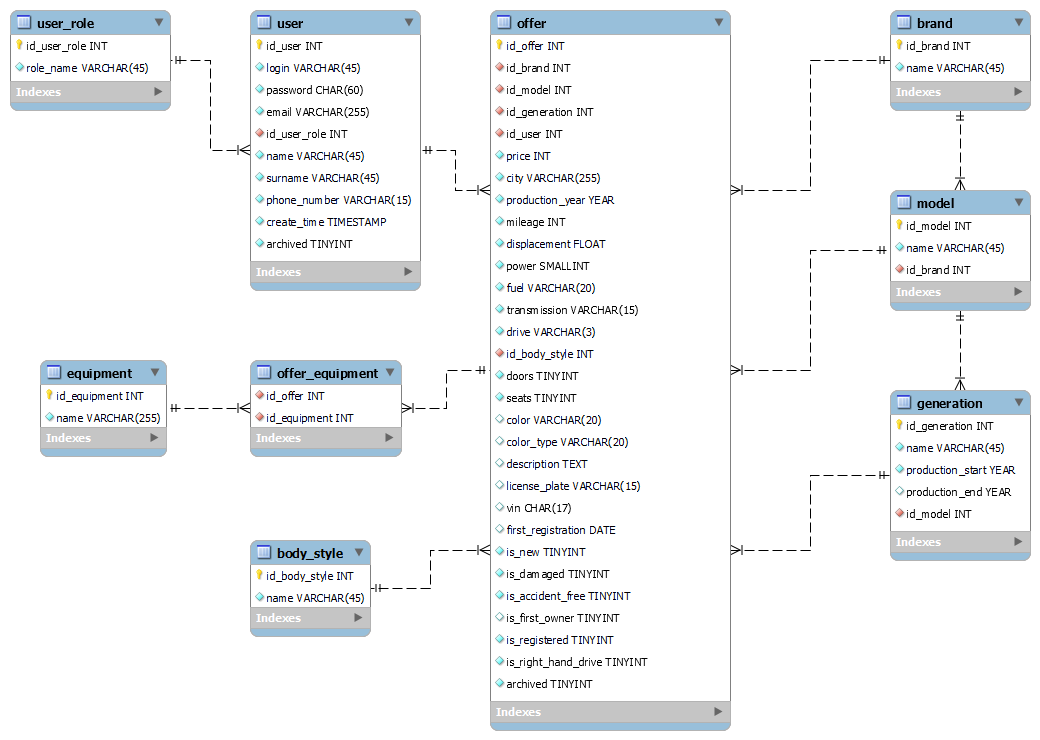 user_role
id_user_role INT
role_name VARCHAR(45)
Indexes
user
id_user INT
login VARCHAR(45)
password CHAR(60)
email VARCHAR(255)
id_user_role INT
name VARCHAR(45)
surname VARCHAR(45)
phone_number VARCHAR(15)
create_time TIMESTAMP
archived TINYINT
Indexes
offer
id_offer INT
id_brand INT
id_model INT
id_generation INT
id_user INT
price INT
city VARCHAR(255)
production_year YEAR
mileage INT
displacement FLOAT
power SMALLINT
fuel VARCHAR(20)
transmission VARCHAR(15)
drive VARCHAR(3)
id_body_style INT
doors TINYINT
seats TINYINT
color VARCHAR(20)
color_type VARCHAR(20)
description TEXT
license_plate VARCHAR(15)
vin CHAR(17)
first_registration DATE
is_new TINYINT
is_damaged TINYINT
is_accident_free TINYINT
is_first_owner TINYINT
is_registered TINYINT
is_right_hand_drive TINYINT
archived TINYINT
Indexes
brand
id_brand INT
name VARCHAR(45)
Indexes
model
id_model INT
name VARCHAR(45)
id_brand INT
Indexes
generation
id_generation INT
name VARCHAR(45)
production_start YEAR
production_end YEAR
id_model INT
Indexes
equipment
id_equipment INT
name VARCHAR(255)
Indexes
offer_equipment
id_offer INT
id_equipment INT
Indexes
body_style
id_body_style INT
name VARCHAR(45)
Indexes